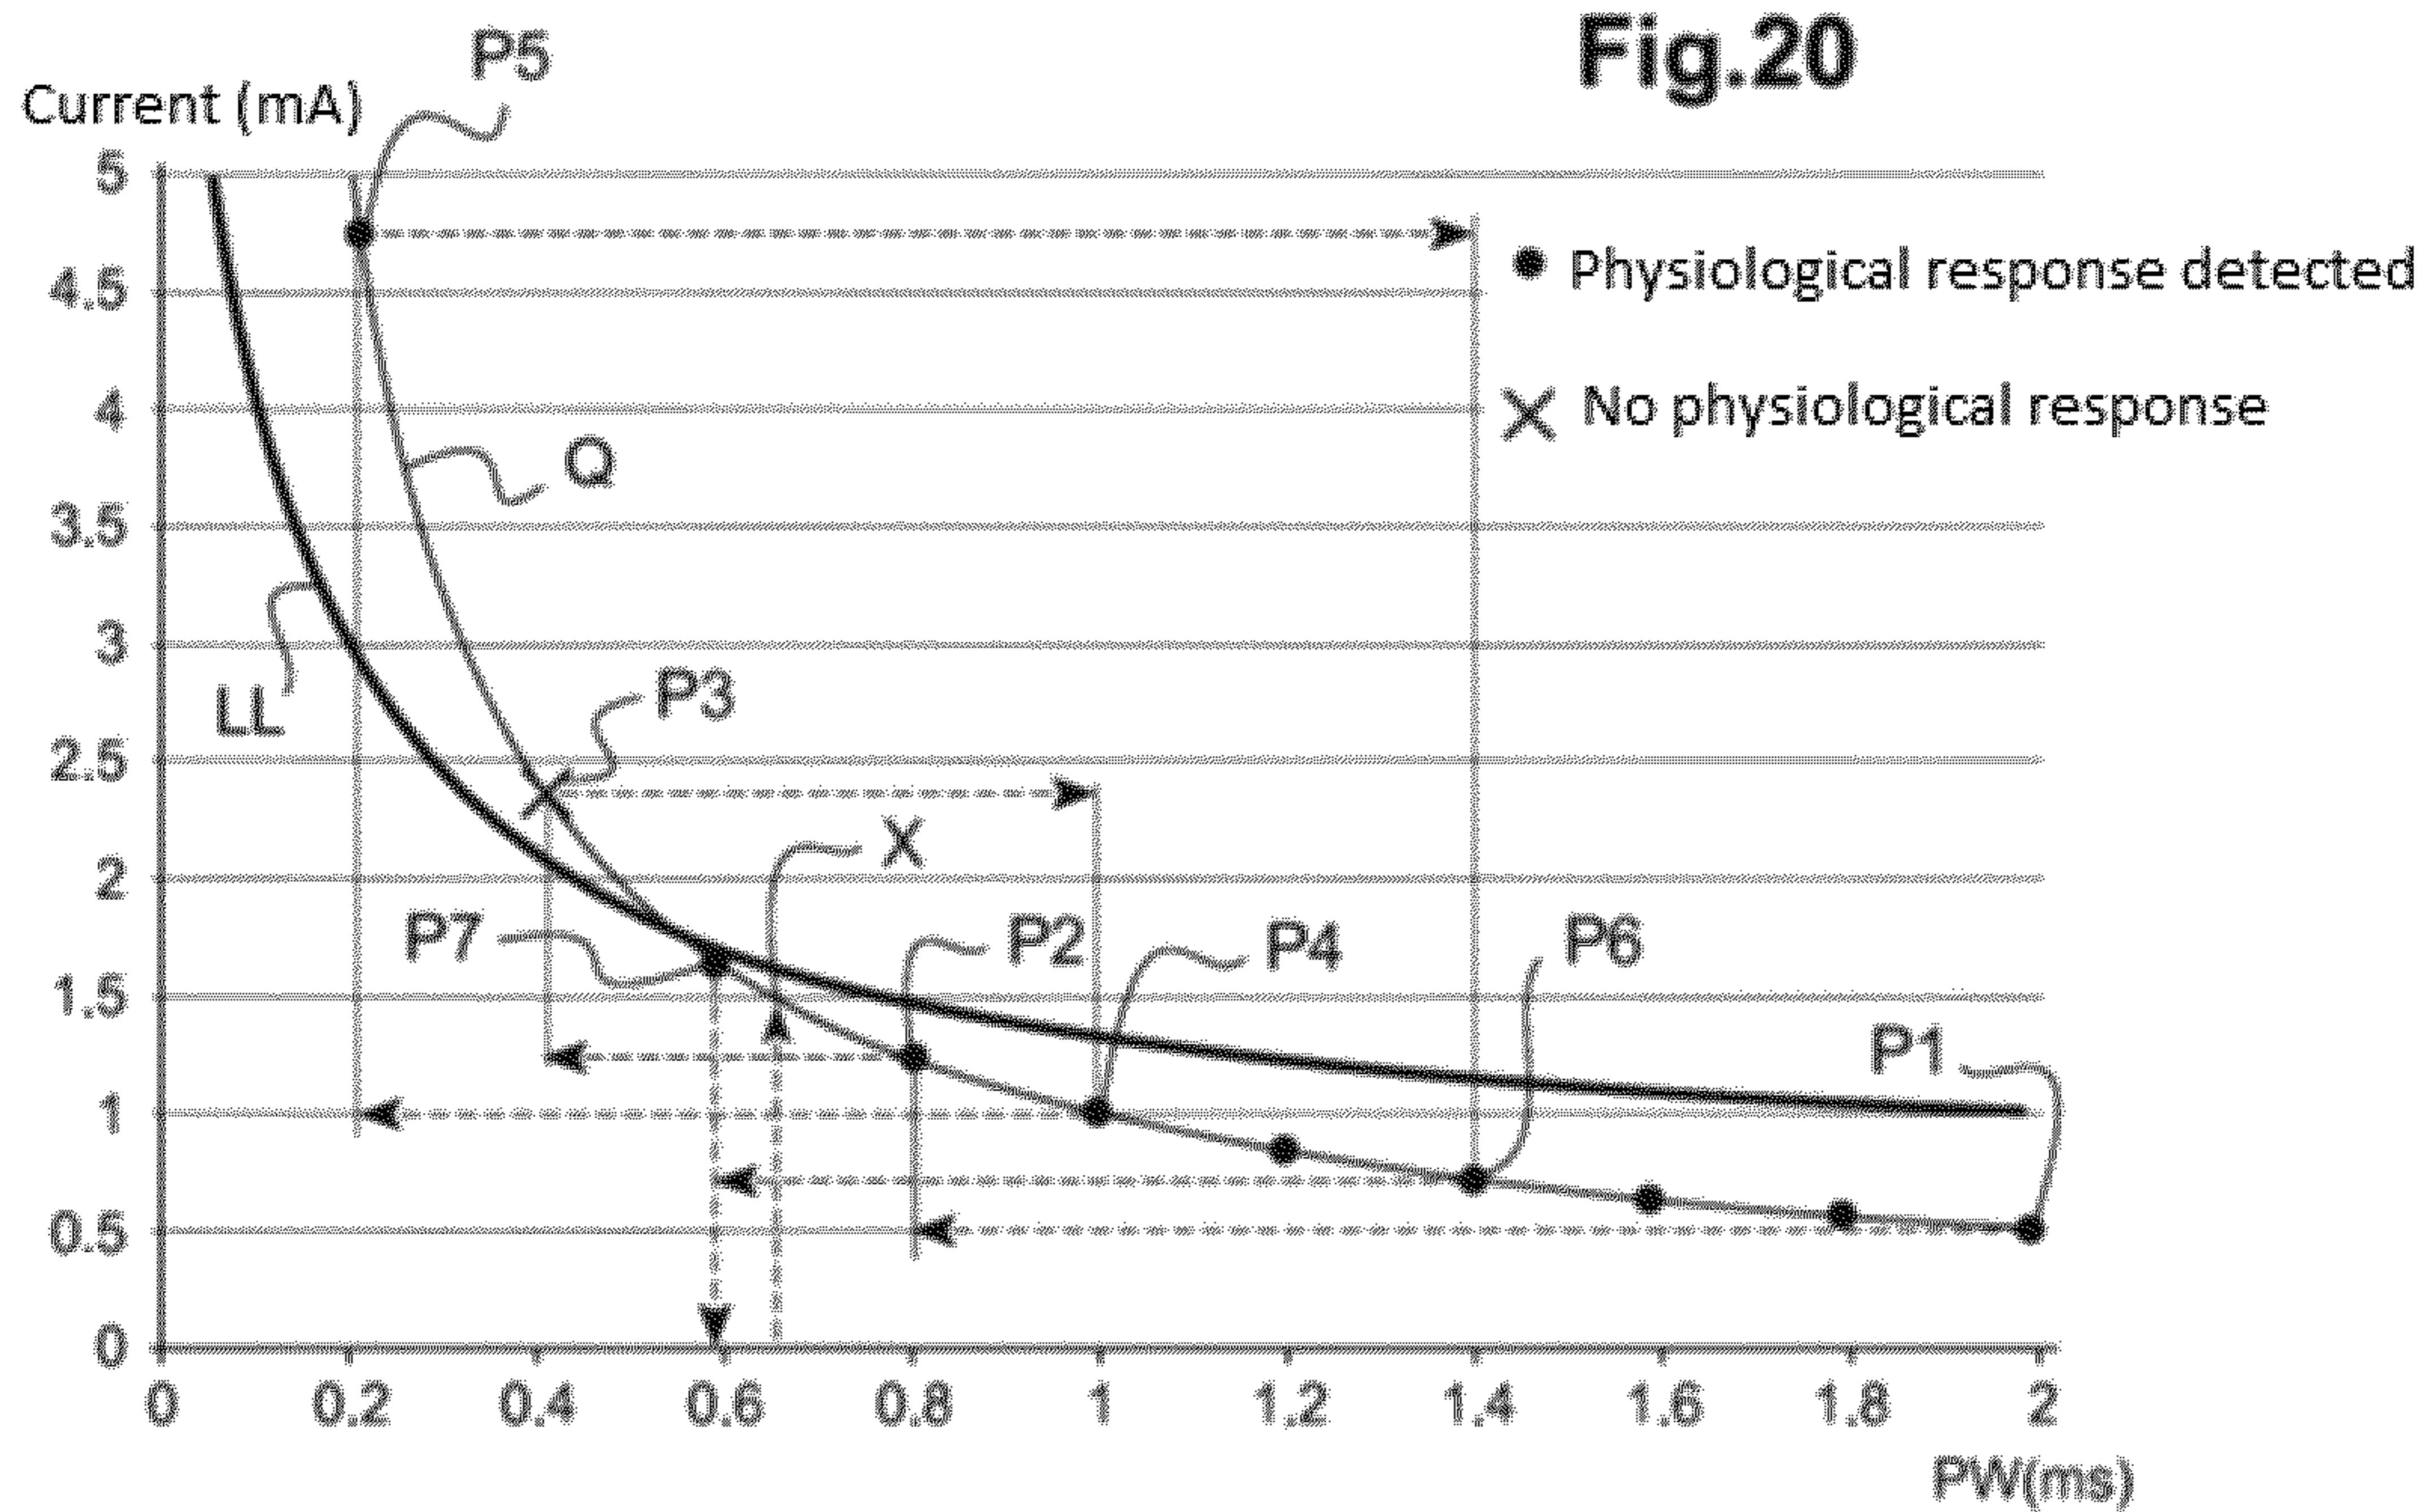 Fig.20
P5
Current (mA)
5
4.5
4
3.5
3
2.5
2
1.5
1
0.5
0
● Physiological response detected
X No physiological response
Q
LL
P3
X
P7
P2
P4
P6
P1
0 0.2 0.4 0.6 0.8 1 1.2 1.4 1.6 1.8 2
PW(ms)